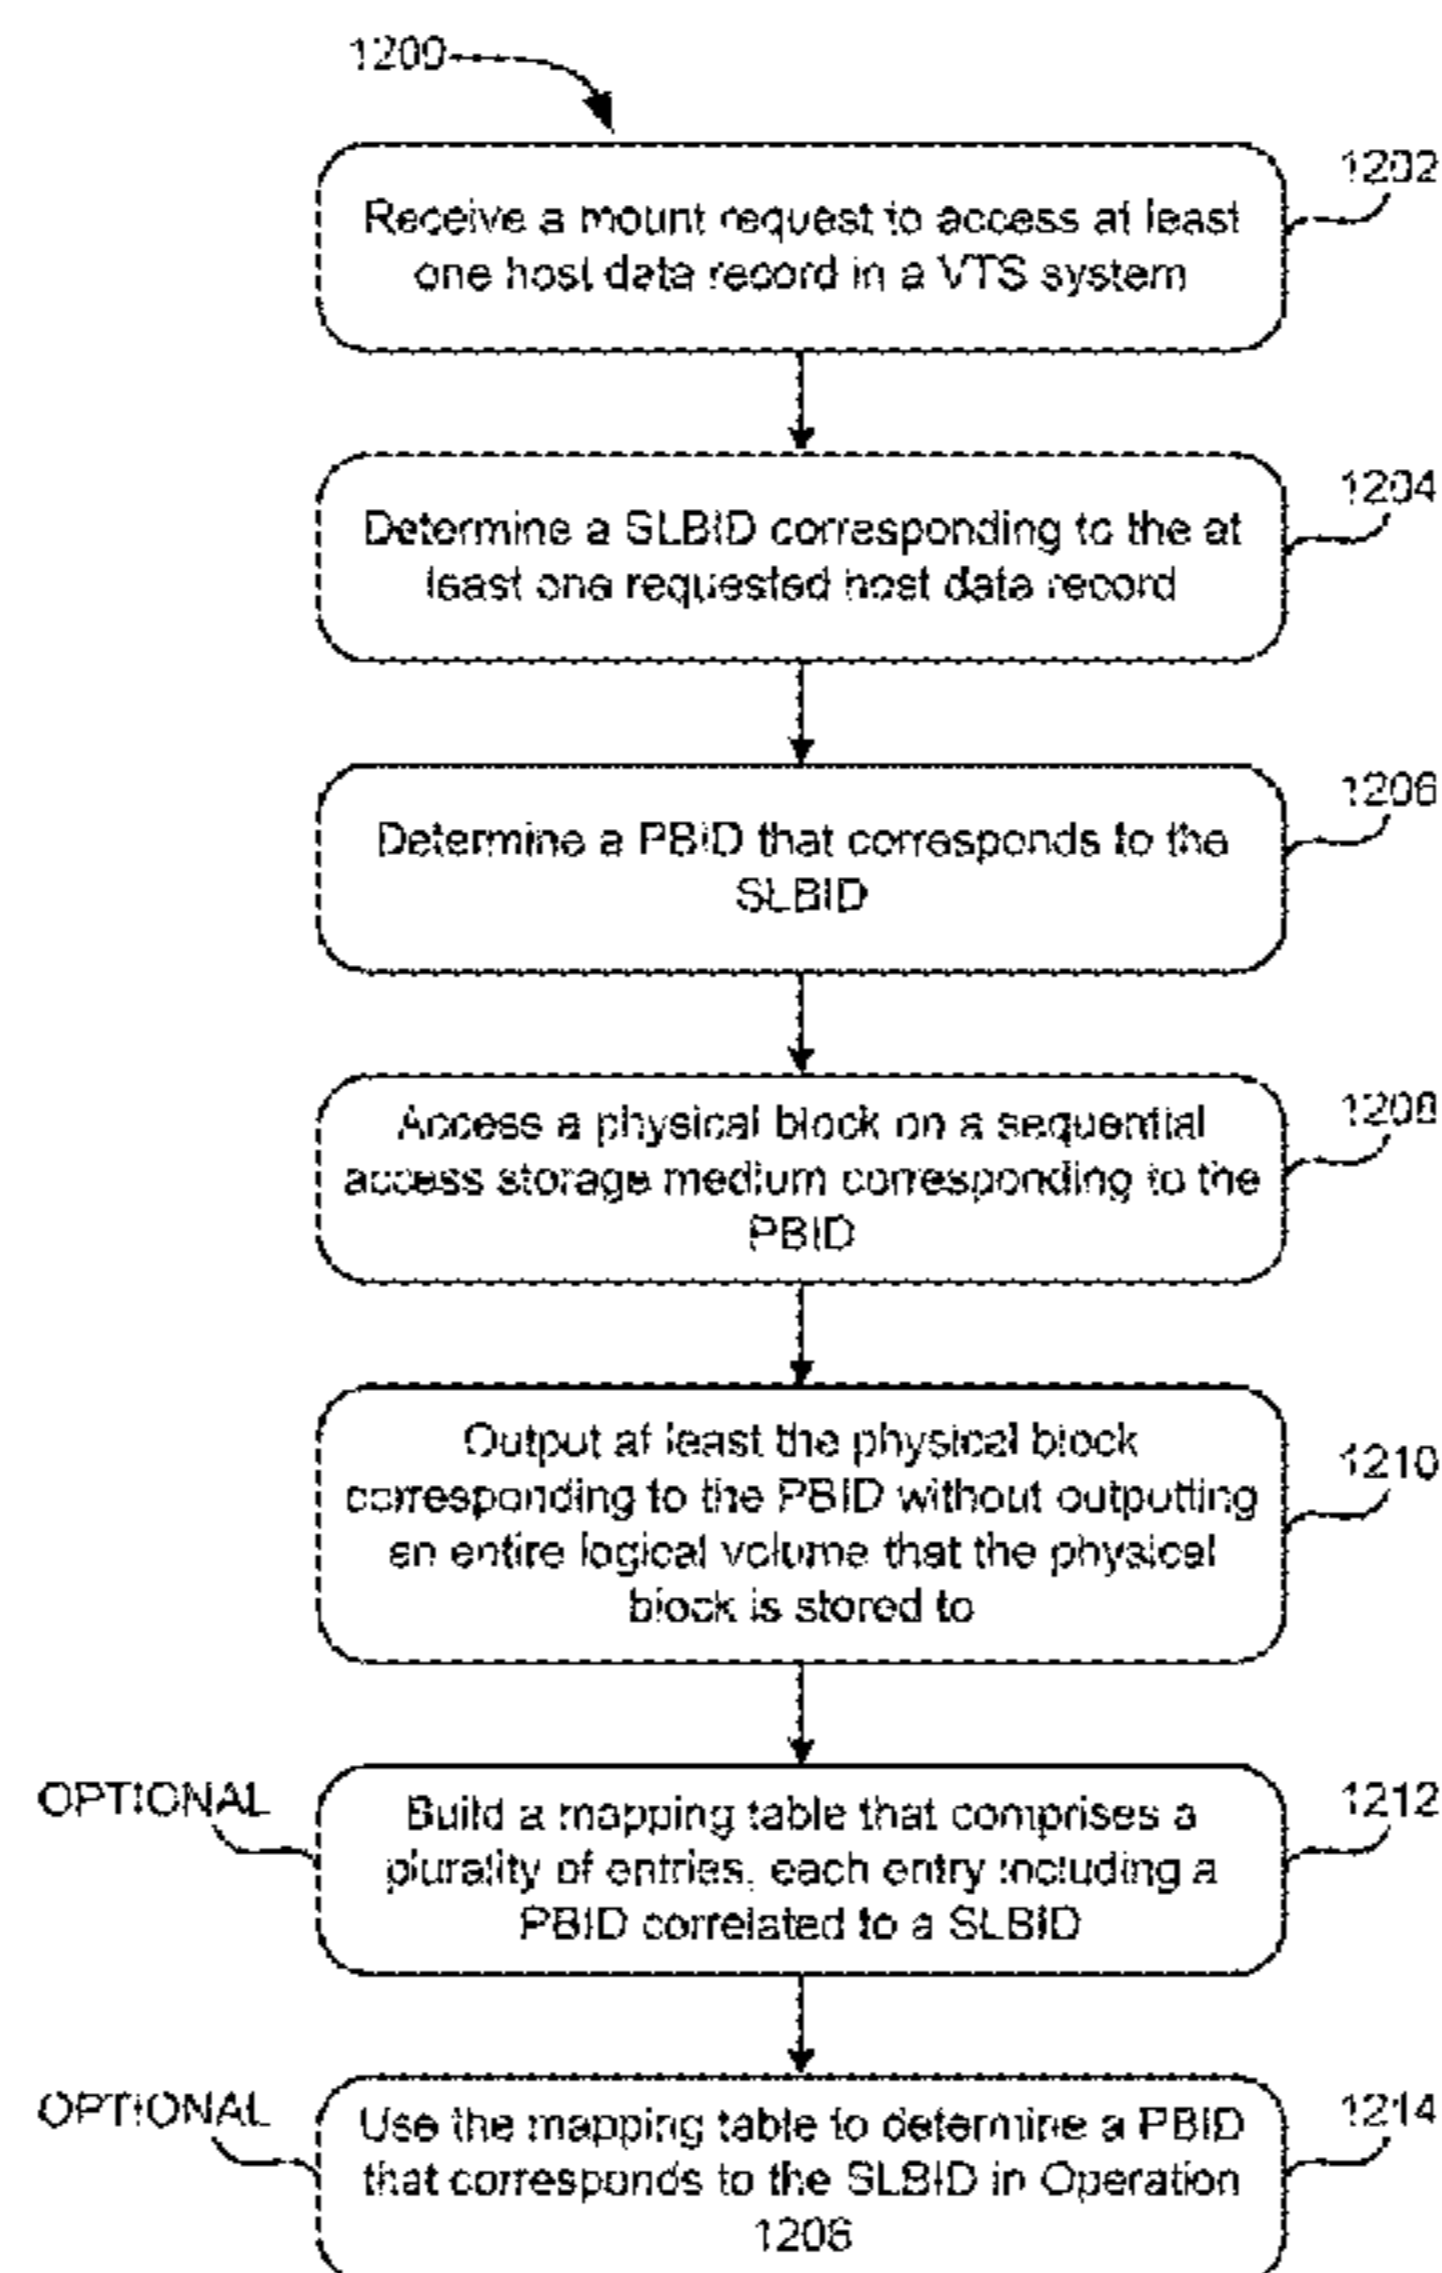 1200
1202
Receive a mount request to access at least
one host data record in a VTS system
1204
Determine a SLBID corresponding to the at
least one requested host data record
1206
Determine a PBID that corresponds to the
SLBID
1208
Access a physical block on a sequential
access storage medium corresponding to the
PBID
1210
Output at least the physical block
corresponding to the PBID without outputting
an entire logical volume that the physical
block is stored to
OPTIONAL
1212
Build a mapping table that comprises a
plurality of entries, each entry including a
PBID correlated to a SLBID
OPTIONAL
1214
Use the mapping table to determine a PBID
that corresponds to the SLBID in Operation
1206